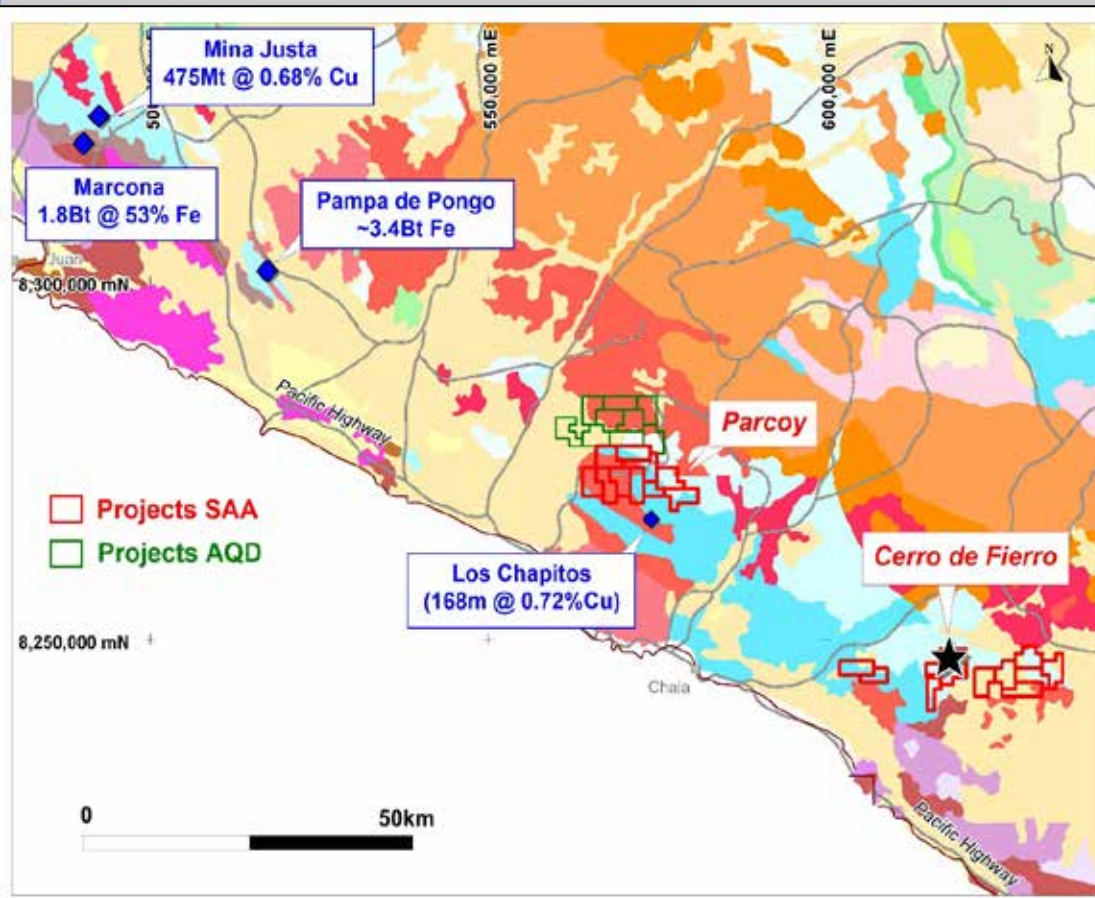 Mina Justa
475Mt @ 0.68% Cu
N
550,000 mE
600,000 mE
Marcona
1.8Bt @ 53% Fe
Pampa de Pongo
~3.4Bt Fe
Juan
8,300,000 mN
Pacific Highway
Parcoy
Projects SAA
Projects AQD
Cerro de Fierro
Los Chapitos
(168m @ 0.72%Cu)
8,250,000 mN
Chala
0
50km
Pacific Highway